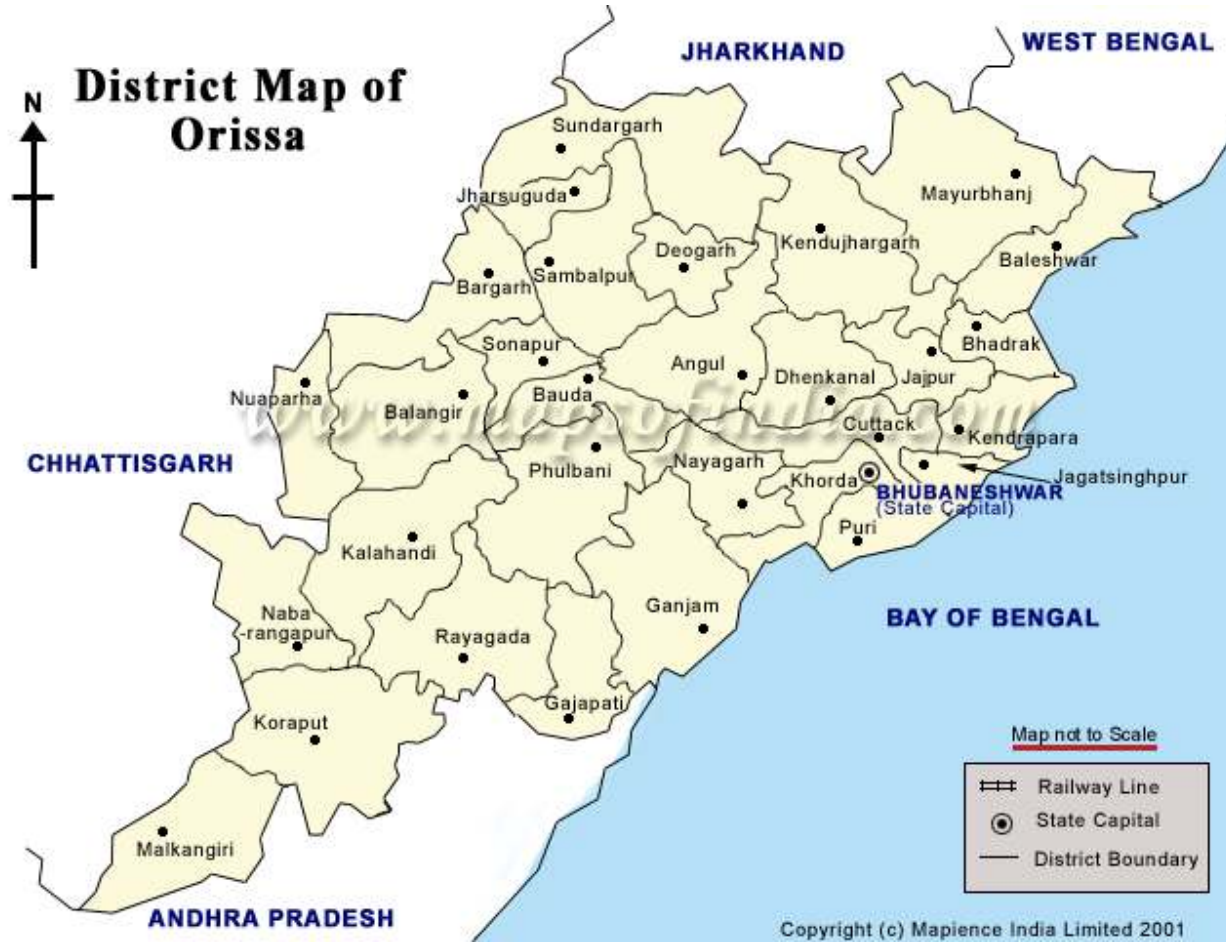 JHARKHAND
WEST BENGAL
District Map of
Orissa
N
Sundargarh
Jharsuguda
Mayurbhanj
Kendujhargarh
Deogarh
Baleshwar
Sambalpur
Bargarh
Sonapur
Bhadrak
Angul
Jajpur
Dhenkanal
Bauda
Nuaparha
Balangir
www.mapsofindia.com
Cuttack
Kendrapara
CHHATTISGARH
Phulbani
Nayagarh
Khorda
Jagatsinghpur
BHUBANESHWAR
(State Capital)
Puri
Kalahandi
Ganjam
Naba
-rangapur
BAY OF BENGAL
Rayagada
Gajapati
Koraput
Map not to Scale
Railway Line
State Capital
District Boundary
Malkangiri
ANDHRA PRADESH
Copyright (c) Mapience India Limited 2001